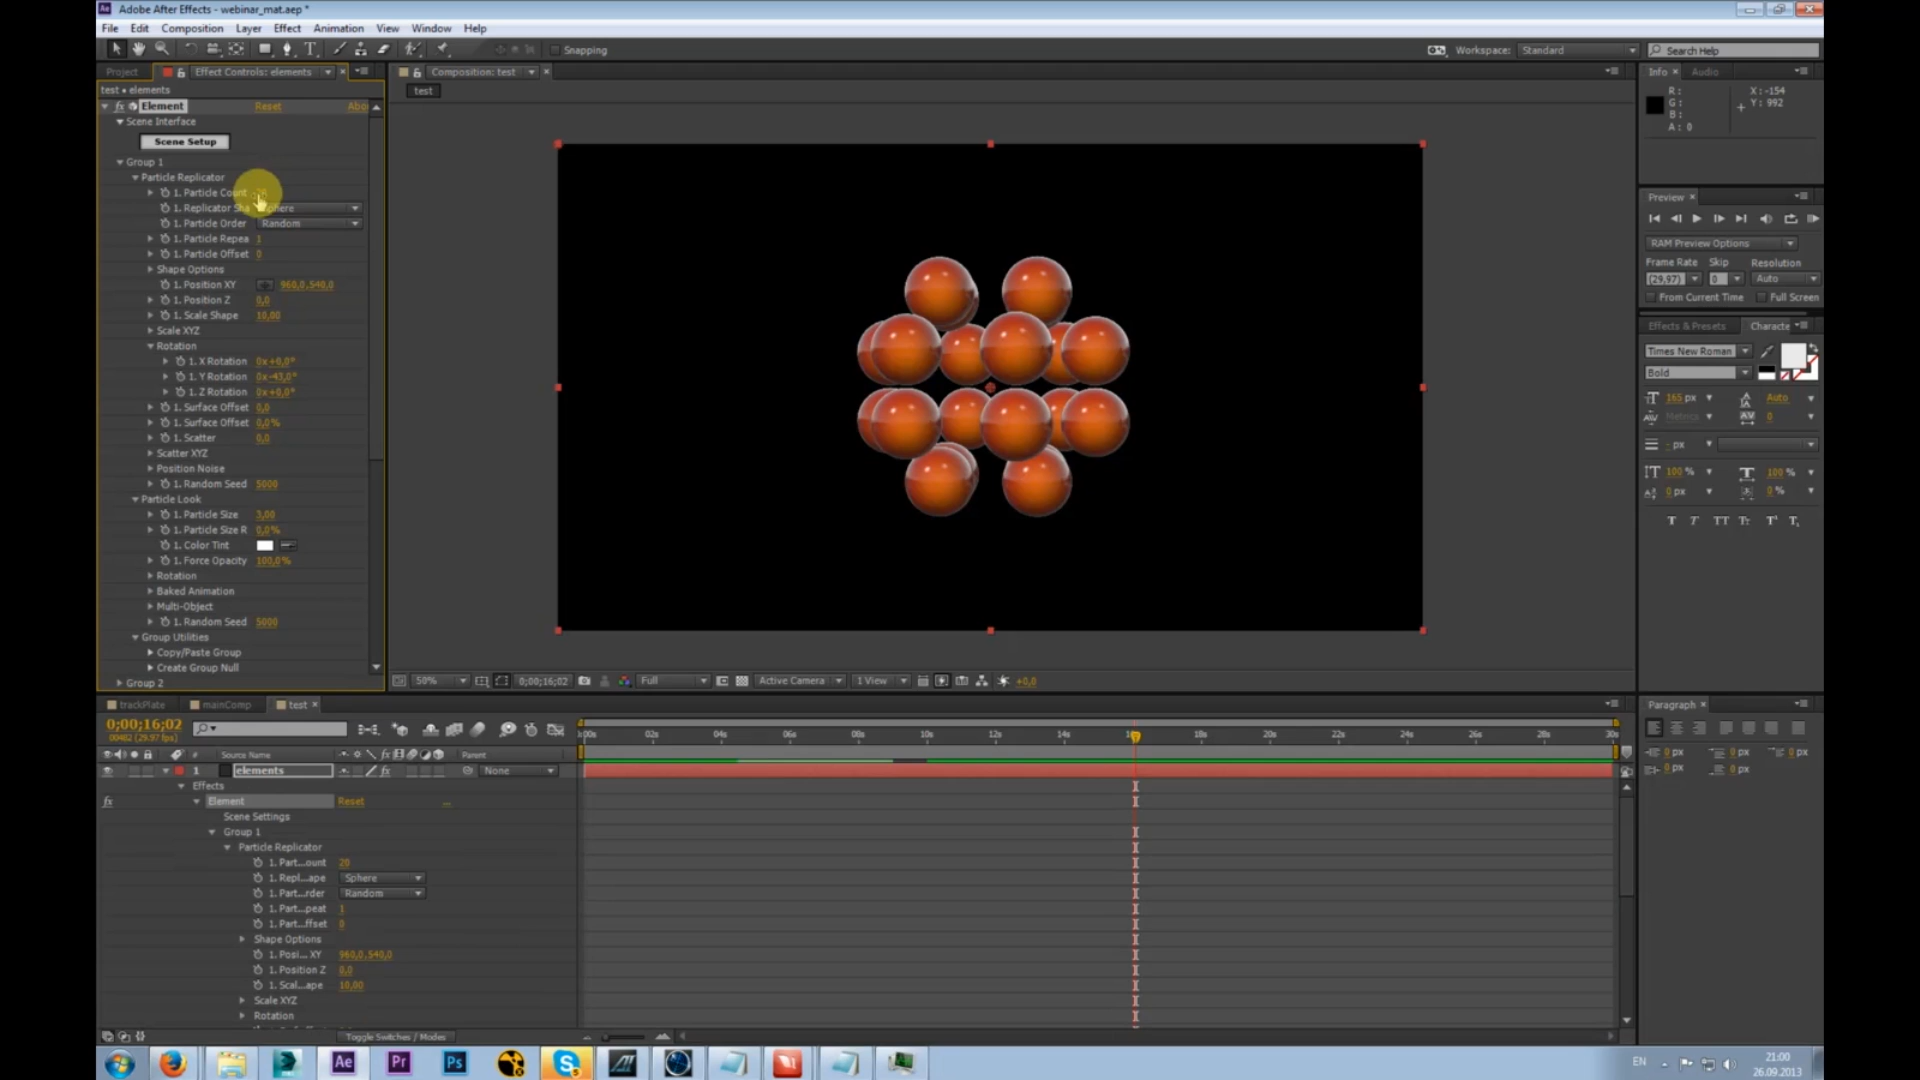 Adobe After Effects - webinar_mat.aep *
File Edit Composition Layer Effect Animation View Window Help
Snapping Workspace: Standard Search Help
Project Effect Controls: elements Composition: test Info Audio
test • elements
test
Element Reset Abou
Scene Interface
Scene Setup
Group 1
Particle Replicator
1. Particle Count
1. Replicator Sha Sphere
1. Particle Order Random
1. Particle Repea 1
1. Particle Offset 0
Shape Options
1. Position XY 960,0,540,0
1. Position Z 0,0
1. Scale Shape 10,00
Scale XYZ
Rotation
1. X Rotation 0x+0,0°
1. Y Rotation 0x-43,0°
1. Z Rotation 0x+0,0°
1. Surface Offset 0,0
1. Surface Offset 0,0%
1. Scatter 0,0
Scatter XYZ
Position Noise
1. Random Seed 5000
Particle Look
1. Particle Size 3,00
1. Particle Size R 0,0%
1. Color Tint
1. Force Opacity 100,0%
Rotation
Baked Animation
Multi-Object
1. Random Seed 5000
Group Utilities
Copy/Paste Group
Create Group Null
Group 2
50% 0;00;16;02 Full Active Camera 1 View +0,0
R: X: -154
G: Y: 992
B:
A: 0
Preview
RAM Preview Options
Frame Rate Skip Resolution
(29,97) 0 Auto
From Current Time Full Screen
Effects & Presets Characte
Times New Roman
Bold
165 px Auto
Metrics 0
- px
100 % 100 %
0 px 0 %
T T TT Tt T¹ T₁
Paragraph
0 px 0 px 0 px
0 px 0 px
trackPlate mainComp test
0;00;16;02
00482 (29.97 fps)
:00s 02s 04s 06s 08s 10s 12s 14s 16s 18s 20s 22s 24s 26s 28s 30s
# Source Name Parent
1 elements None
Effects
Element Reset ...
Scene Settings
Group 1
Particle Replicator
1. Part...ount 20
1. Repl...ape Sphere
1. Part...rder Random
1. Part...peat 1
1. Part...ffset 0
Shape Options
1. Posi... XY 960,0,540,0
1. Position Z 0,0
1. Scal...ape 10,00
Scale XYZ
Rotation
Toggle Switches / Modes
Ae Pr Ps
EN 21:00
26.09.2013